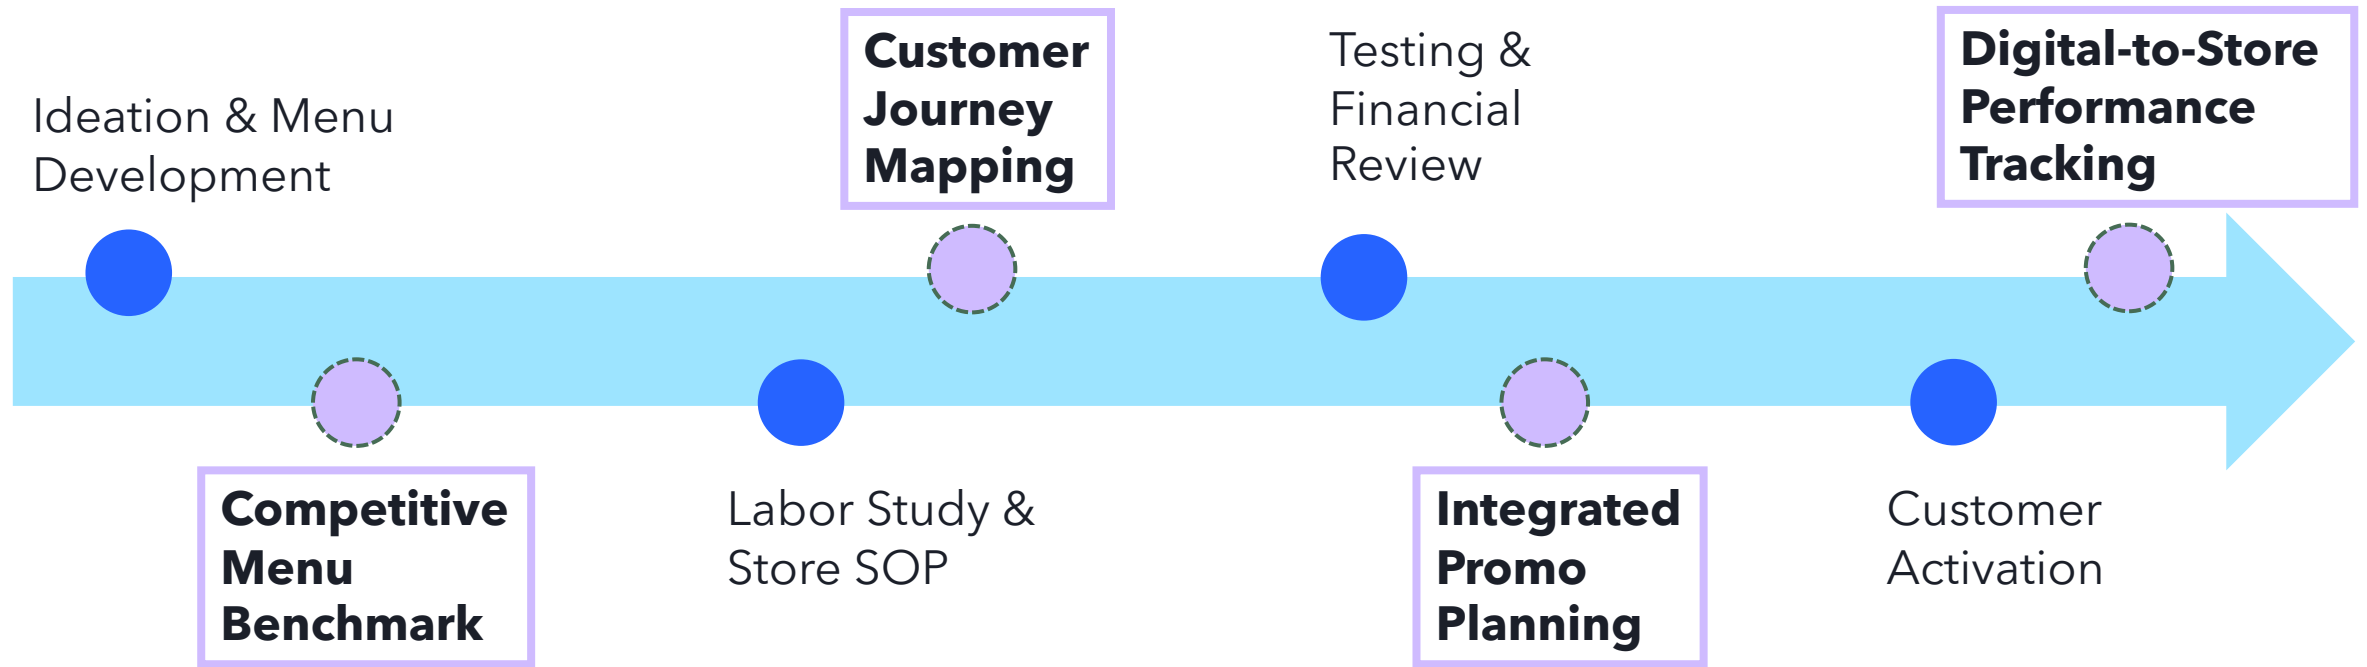 Ideation & Menu
Development
Competitive
Menu
Benchmark
Labor Study &
Store SOP
Customer
Journey
Mapping
Testing &
Financial
Review
Integrated
Promo
Planning
Customer
Activation
Digital-to-Store
Performance
Tracking